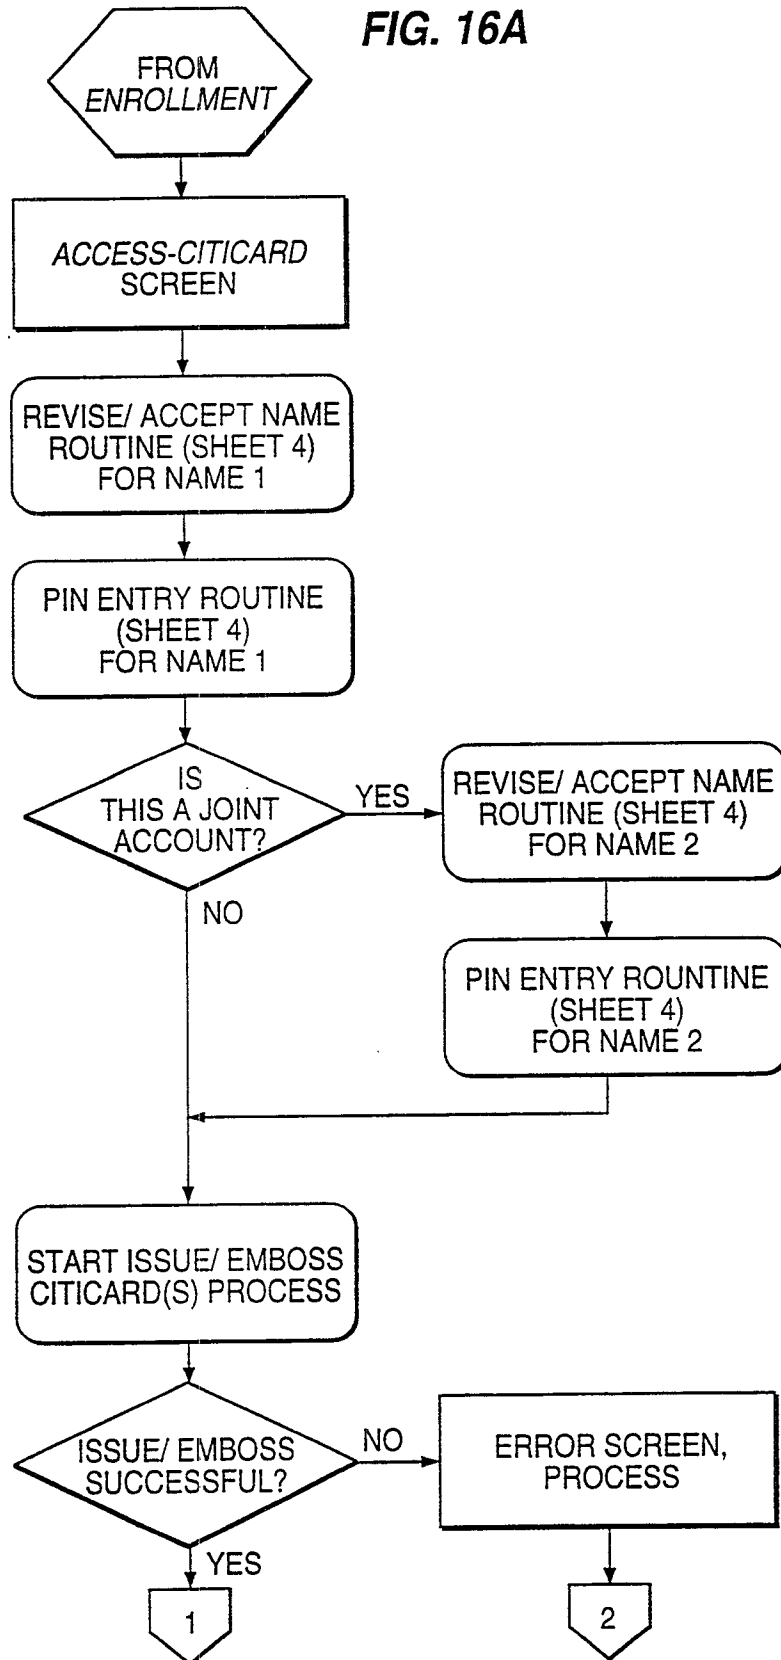 FIG. 16A
FROM
ENROLLMENT
ACCESS-CITICARD
SCREEN
REVISE/ ACCEPT NAME
ROUTINE (SHEET 4)
FOR NAME 1
PIN ENTRY ROUTINE
(SHEET 4)
FOR NAME 1
IS
THIS A JOINT
ACCOUNT?
YES
NO
REVISE/ ACCEPT NAME
ROUTINE (SHEET 4)
FOR NAME 2
PIN ENTRY ROUNTINE
(SHEET 4)
FOR NAME 2
START ISSUE/ EMBOSS
CITICARD(S) PROCESS
ISSUE/ EMBOSS
SUCCESSFUL?
NO
YES
ERROR SCREEN,
PROCESS
1
2